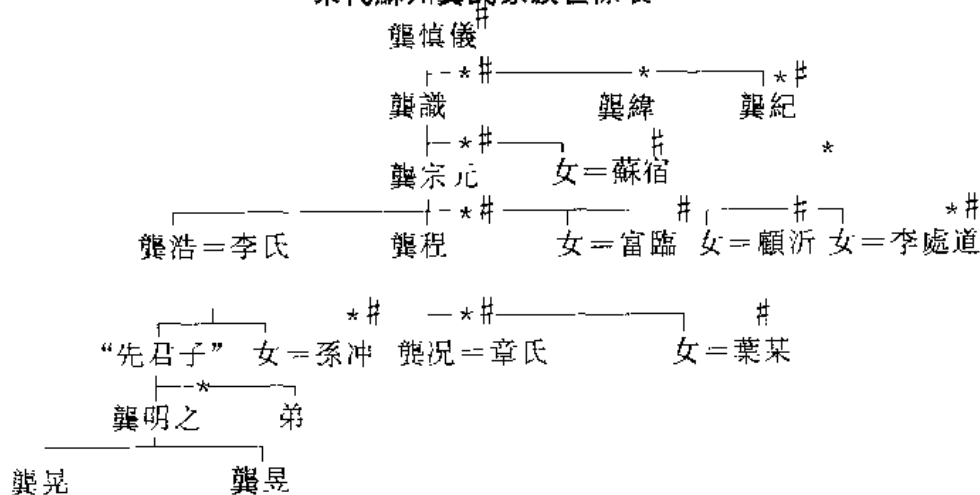 龔慎儀#
*# * *#
龔識 龔緯 龔紀
*# # *
龔宗元 女=蘇宿
*# # # *#
龔浩=李氏 龔程 女=富臨 女=顧沂 女=李處道
*# *# #
“先君子” 女=孫冲 龔況=章氏 女=葉某
*
龔明之 弟
龔晃 龔昱